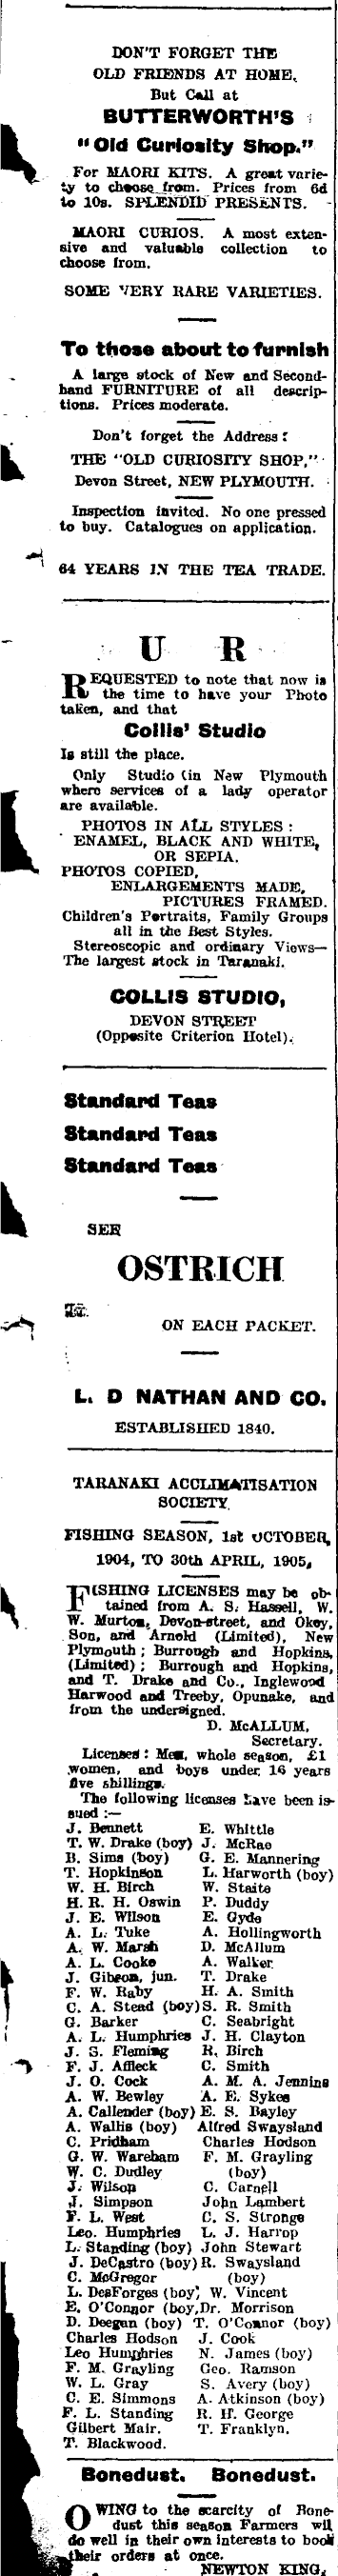 DON'T FORGET THE
OLD FRIENDS AT HOME,
But Call at
BUTTERWORTH'S
"Old Curiosity Shop."
For MAORI KITS. A great varie-
ty to choose from. Prices from 6d
to 10s. SPLENDID PRESENTS.
MAORI CURIOS. A most exten-
sive and valuable collection to
choose from.
SOME VERY RARE VARIETIES.
To those about to furnish
A large stock of New and Second-
hand FURNITURE of all descrip-
tions. Prices moderate.
Don't forget the Address :
THE "OLD CURIOSITY SHOP,"
Devon Street, NEW PLYMOUTH.
Inspection invited. No one pressed
to buy. Catalogues on application.
64 YEARS IN THE TEA TRADE.
U R
REQUESTED to note that now is
the time to have your Photo
taken, and that
Collis' Studio
Is still the place.
Only Studio (in New Plymouth
where services of a lady operator
are available.
PHOTOS IN ALL STYLES :
ENAMEL, BLACK AND WHITE,
OR SEPIA.
PHOTOS COPIED,
ENLARGEMENTS MADE,
PICTURES FRAMED.
Children's Portraits, Family Groups
all in the Best Styles.
Stereoscopic and ordinary Views—
The largest stock in Taranaki.
COLLIS STUDIO,
DEVON STREET
(Opposite Criterion Hotel).
Standard Teas
Standard Teas
Standard Teas
SEE
OSTRICH
ON EACH PACKET.
L. D NATHAN AND CO.
ESTABLISHED 1840.
TARANAKI ACCLIMATISATION
SOCIETY.
FISHING SEASON, 1st OCTOBER,
1904, TO 30th APRIL, 1905,
FISHING LICENSES may be ob-
tained from A. S. Hassell, W.
W. Murton, Devon-street, and Okey,
Son, and Arnold (Limited), New
Plymouth ; Burrough and Hopkins,
(Limited) ; Burrough and Hopkins,
and T. Drake and Co., Inglewood
Harwood and Treeby, Opunake, and
from the undersigned.
D. McALLUM,
Secretary.
Licenses : Men, whole season, £1
women, and boys under 16 years
five shillings.
The following licenses have been is-
sued :—
J. Bennett E. Whittle
T. W. Drake (boy) J. McRae
B. Sims (boy) G. E. Mannering
T. Hopkinson L. Harworth (boy)
W. H. Birch W. Staite
H. R. H. Oswin P. Duddy
J. E. Wilson E. Gyde
A. L. Tuke A. Hollingworth
A. W. Marsh D. McAllum
A. L. Cooke A. Walker
J. Gibson, jun. T. Drake
F. W. Raby H. A. Smith
C. A. Stead (boy) S. R. Smith
G. Barker C. Seabright
A. L. Humphries J. H. Clayton
J. S. Fleming R. Birch
F. J. Affleck C. Smith
J. O. Cock A. M. A. Jennins
A. W. Bewley A. E. Sykes
A. Callender (boy) E. S. Bayley
A. Wallis (boy) Alfred Swaysland
C. Pridham Charles Hodson
G. W. Wareham F. M. Grayling
W. C. Dudley (boy)
J. Wilson C. Carnell
J. Simpson John Lambert
F. L. West C. S. Stronge
Leo. Humphries L. J. Harrop
L. Standing (boy) John Stewart
J. DeCastro (boy) R. Swaysland
C. McGregor (boy)
L. DesForges (boy) W. Vincent
E. O'Connor (boy, Dr. Morrison
D. Deegan (boy) T. O'Connor (boy)
Charles Hodson J. Cook
Leo Humphries N. James (boy)
F. M. Grayling Geo. Ramson
W. L. Gray S. Avery (boy)
C. E. Simmons A. Atkinson (boy)
F. L. Standing R. H. George
Gilbert Mair. T. Franklyn.
T. Blackwood.
Bonedust. Bonedust.
OWING to the scarcity of Bone-
dust this season Farmers will
do well in their own interests to book
their orders at once.
NEWTON KING,